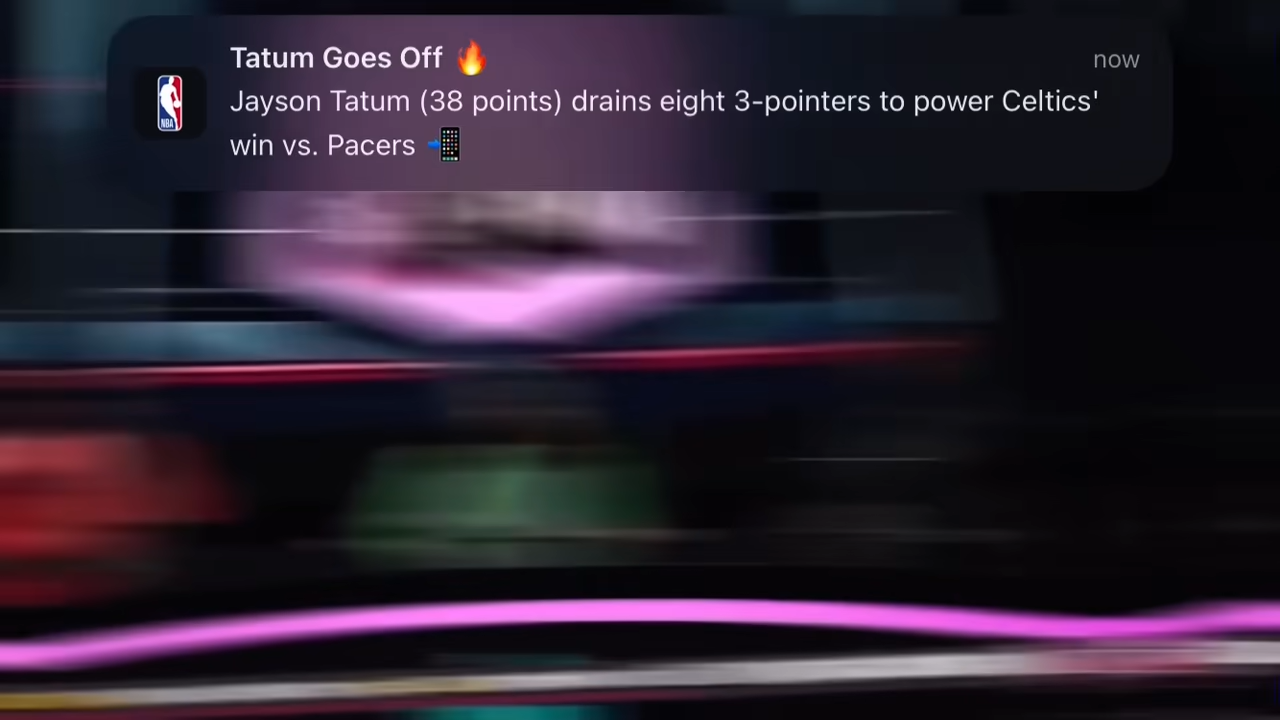 Tatum Goes Off 🔥
now
Jayson Tatum (38 points) drains eight 3-pointers to power Celtics'
win vs. Pacers 📲
NBA